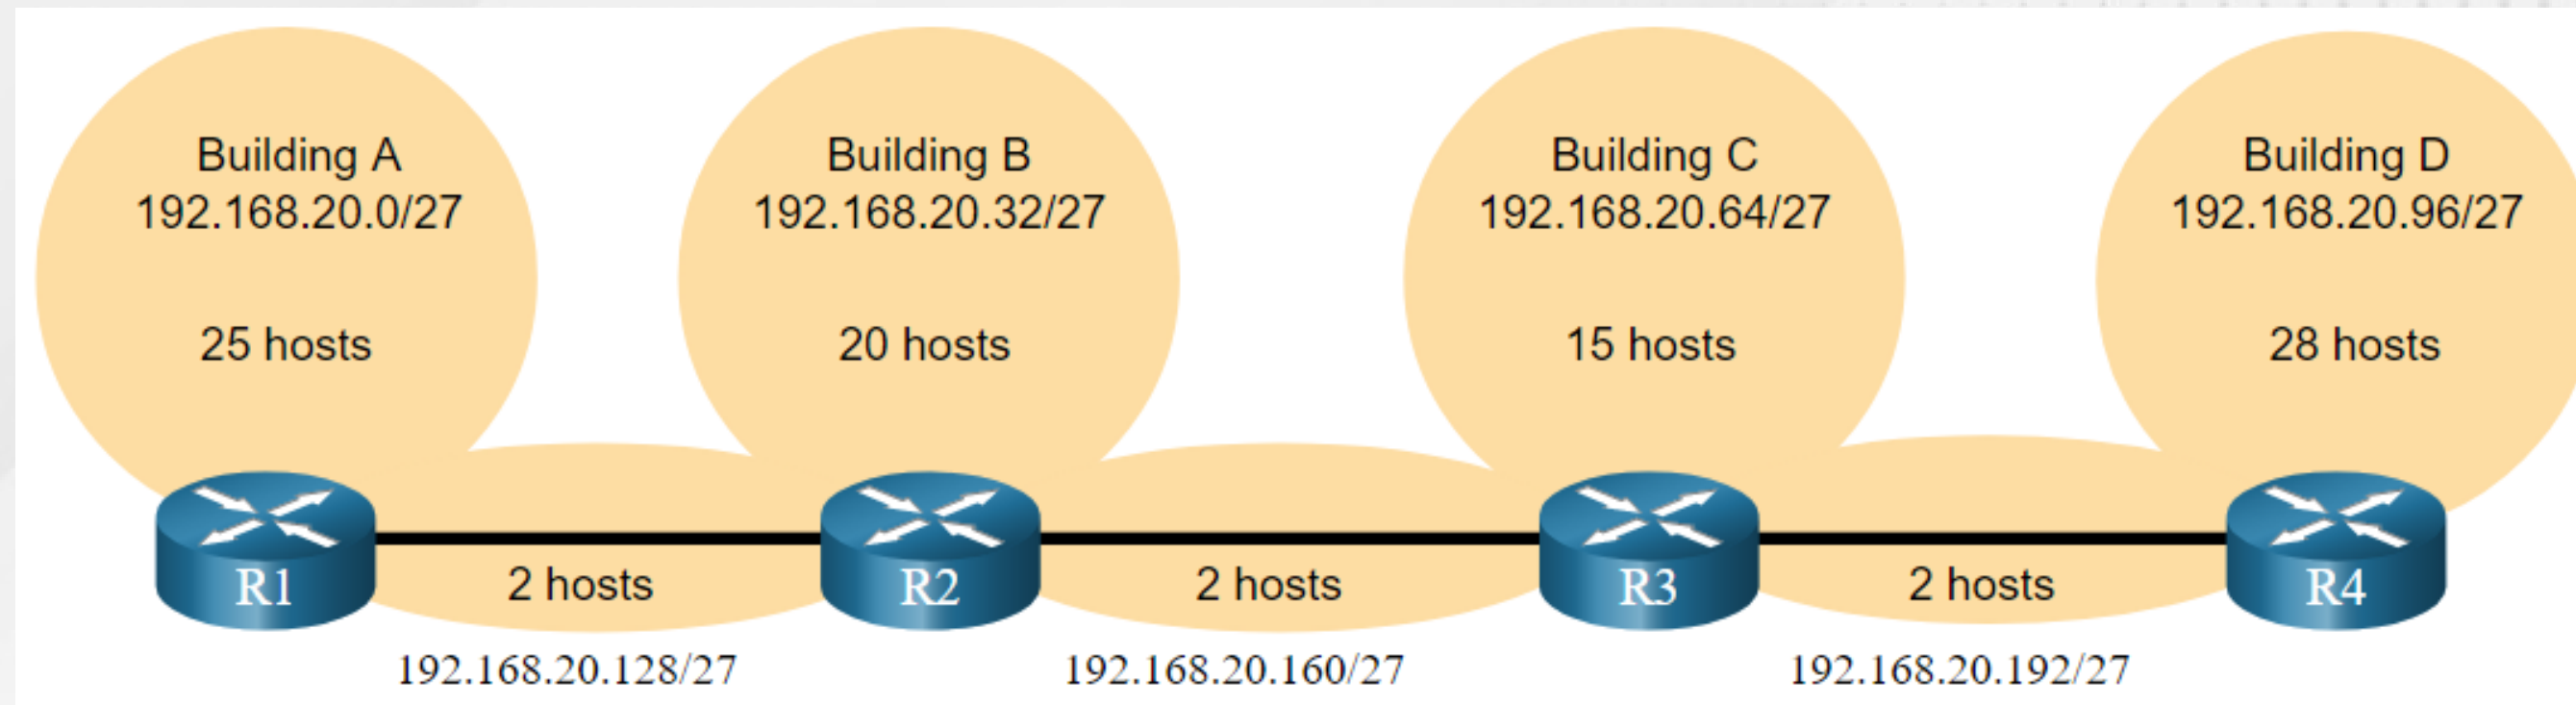 Building A
192.168.20.0/27
25 hosts
Building B
192.168.20.32/27
20 hosts
Building C
192.168.20.64/27
15 hosts
Building D
192.168.20.96/27
28 hosts
R1
2 hosts
R2
2 hosts
R3
2 hosts
R4
192.168.20.128/27
192.168.20.160/27
192.168.20.192/27